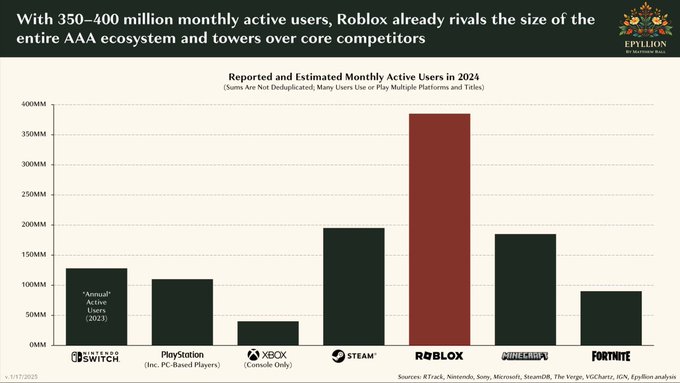 With 350–400 million monthly active users, Roblox already rivals the size of the
entire AAA ecosystem and towers over core competitors
EPYLLION
BY MATTHEW BALL
Reported and Estimated Monthly Active Users in 2024
(Sums Are Not Deduplicated; Many Users Use or Play Multiple Platforms and Titles)
400MM
350MM
300MM
250MM
200MM
150MM
100MM
50MM
0MM
*Annual*
Active
Users
(2023)
NINTENDO
SWITCH™
PlayStation
(Inc. PC-Based Players)
XBOX
(Console Only)
STEAM®
ROBLOX
MINECRAFT
FORTNITE
v. 1/17/2025
Sources: RTrack, Nintendo, Sony, Microsoft, SteamDB, The Verge, VGChartz, IGN, Epyllion analysis